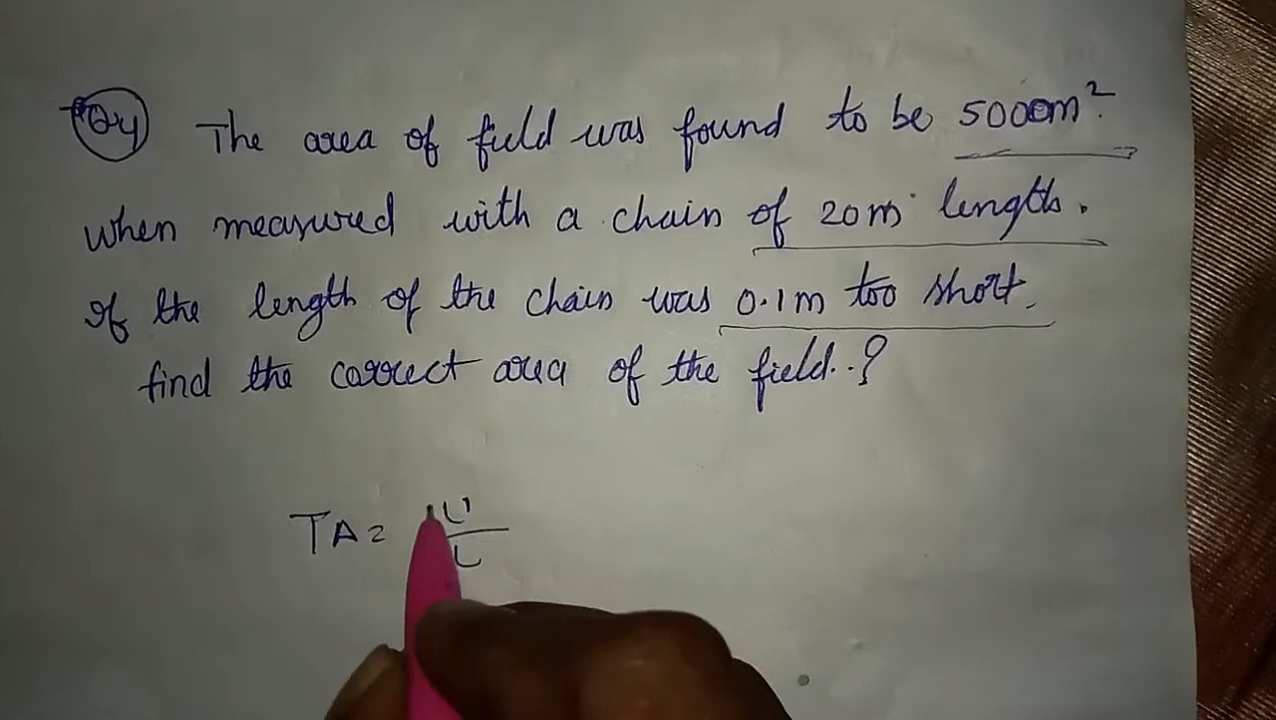 Q4 The area of field was found to be 5000m².
when measured with a chain of 20m length.
If the length of the chain was 0.1m too short.
find the correct area of the field..?
TA = L'
L